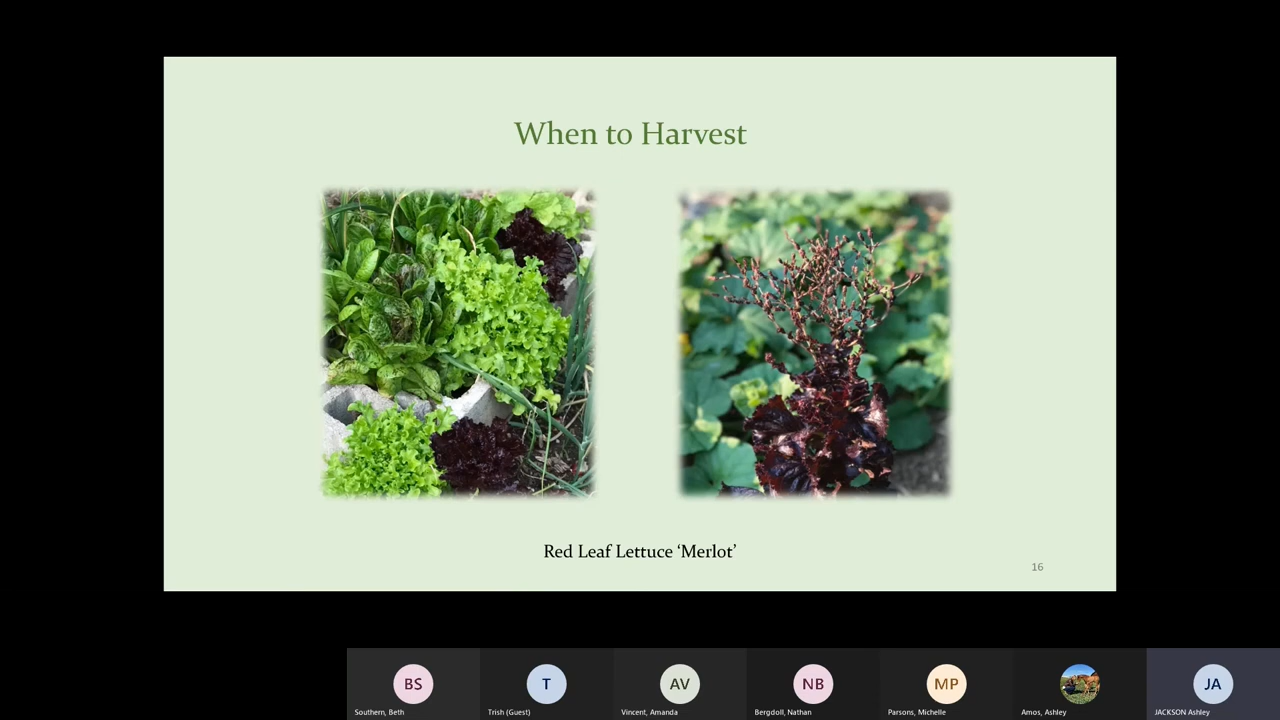 When to Harvest
Red Leaf Lettuce ‘Merlot’
16
BS
T
AV
NB
MP
JA
Southern, Beth
Trish (Guest)
Vincent, Amanda
Bergdoll, Nathan
Parsons, Michelle
Amos, Ashley
JACKSON Ashley